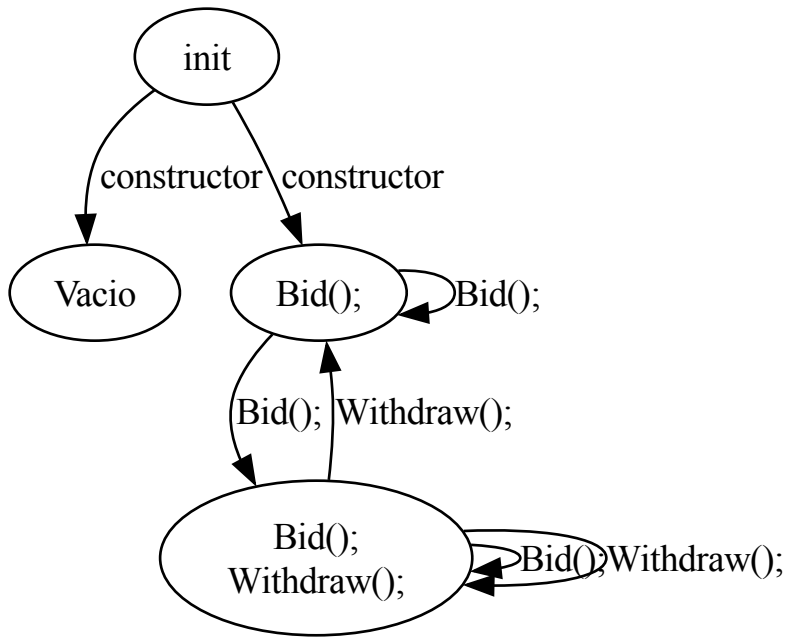 init
constructor
constructor
Vacio
Bid();
Bid();
Bid();
Withdraw();
Bid();
Withdraw();
Bid();
Withdraw();